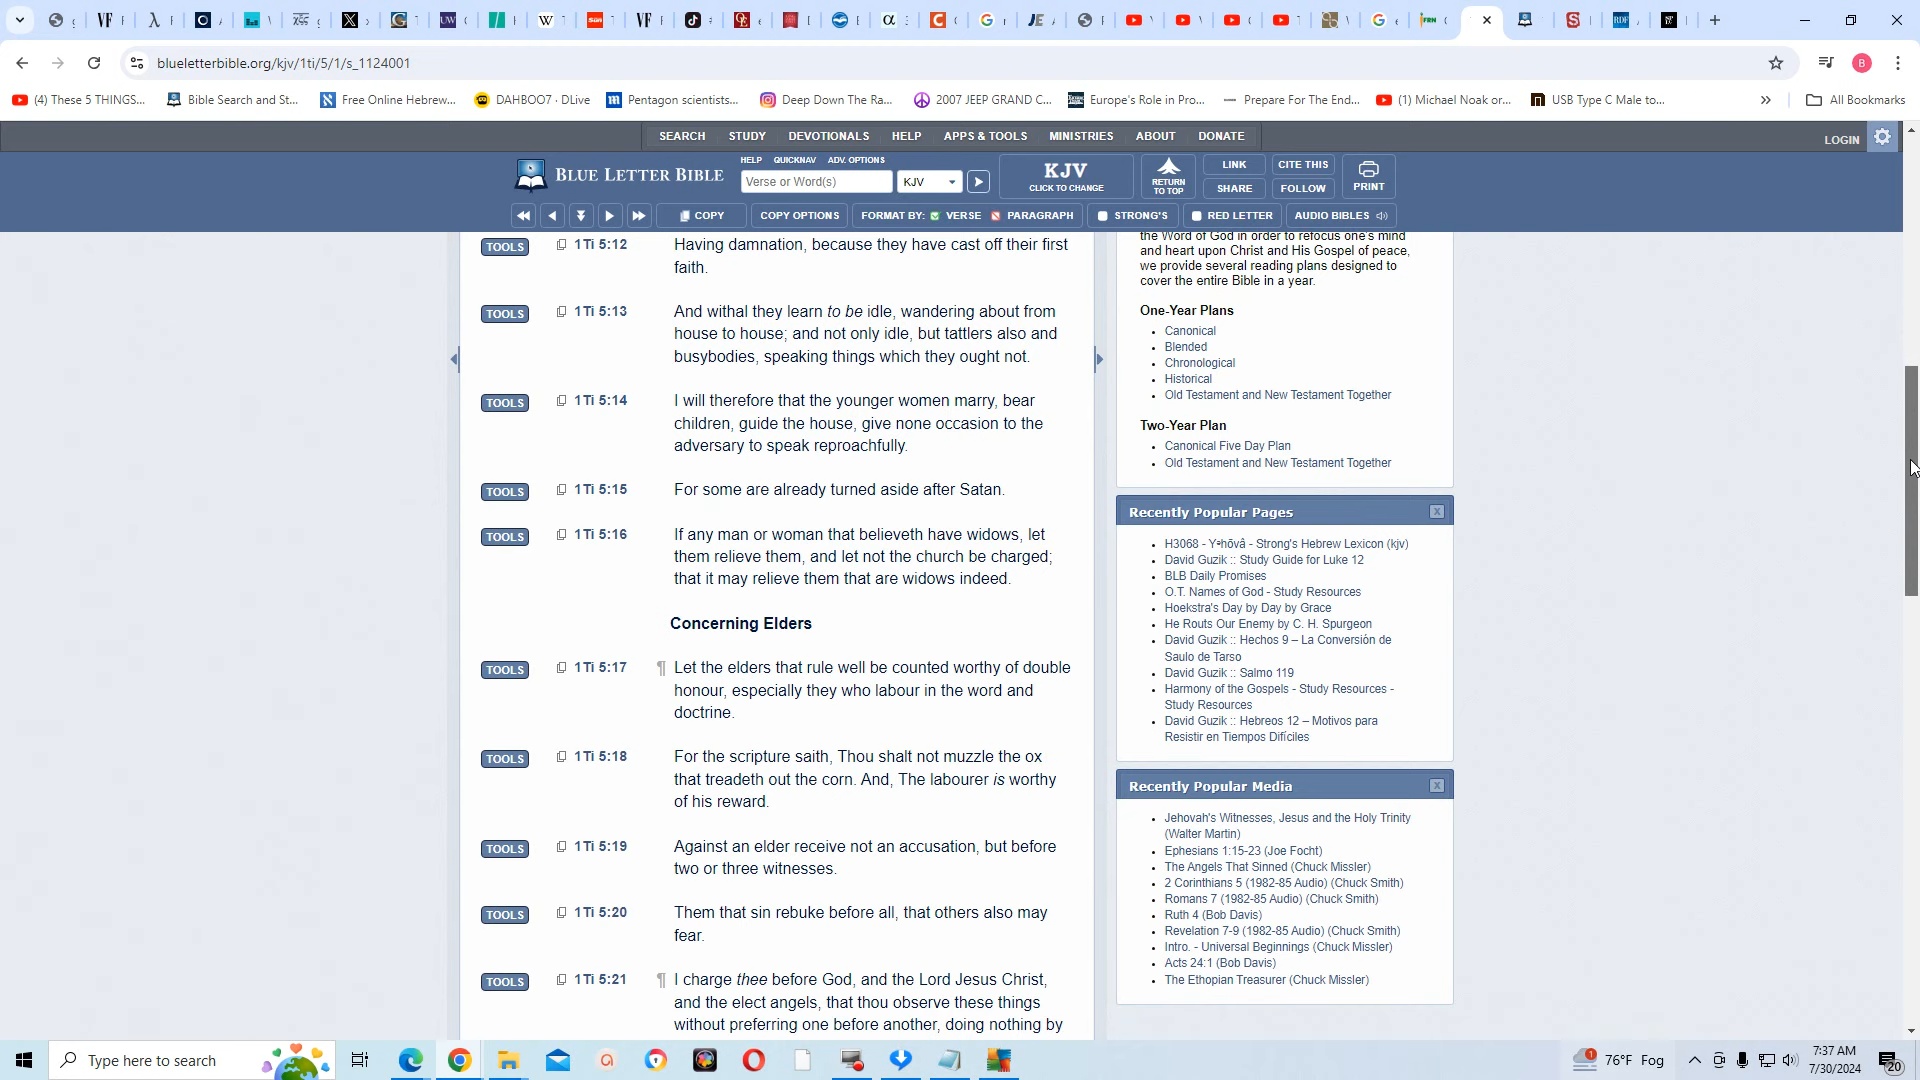 blueletterbible.org/kjv/1ti/5/1/s_1124001
(4) These 5 THINGS...
Bible Search and St...
Free Online Hebrew...
DAHBOO7 · DLive
Pentagon scientists...
Deep Down The Ra...
2007 JEEP GRAND C...
Europe's Role in Pro...
Prepare For The End...
(1) Michael Noak or...
USB Type C Male to...
All Bookmarks
SEARCH STUDY DEVOTIONALS HELP APPS & TOOLS MINISTRIES ABOUT DONATE
LOGIN
BLUE LETTER BIBLE
HELP QUICKNAV ADV. OPTIONS
Verse or Word(s)
KJV
KJV
CLICK TO CHANGE
RETURN
TO TOP
LINK
CITE THIS
SHARE
FOLLOW
PRINT
COPY
COPY OPTIONS
FORMAT BY: VERSE PARAGRAPH
STRONG'S
RED LETTER
AUDIO BIBLES
TOOLS 1Ti 5:12 Having damnation, because they have cast off their first
faith.
TOOLS 1Ti 5:13 And withal they learn to be idle, wandering about from
house to house; and not only idle, but tattlers also and
busybodies, speaking things which they ought not.
TOOLS 1Ti 5:14 I will therefore that the younger women marry, bear
children, guide the house, give none occasion to the
adversary to speak reproachfully.
TOOLS 1Ti 5:15 For some are already turned aside after Satan.
TOOLS 1Ti 5:16 If any man or woman that believeth have widows, let
them relieve them, and let not the church be charged;
that it may relieve them that are widows indeed.
Concerning Elders
TOOLS 1Ti 5:17 ¶ Let the elders that rule well be counted worthy of double
honour, especially they who labour in the word and
doctrine.
TOOLS 1Ti 5:18 For the scripture saith, Thou shalt not muzzle the ox
that treadeth out the corn. And, The labourer is worthy
of his reward.
TOOLS 1Ti 5:19 Against an elder receive not an accusation, but before
two or three witnesses.
TOOLS 1Ti 5:20 Them that sin rebuke before all, that others also may
fear.
TOOLS 1Ti 5:21 ¶ I charge thee before God, and the Lord Jesus Christ,
and the elect angels, that thou observe these things
without preferring one before another, doing nothing by
the Word of God in order to refocus one's mind
and heart upon Christ and His Gospel of peace,
we provide several reading plans designed to
cover the entire Bible in a year.
One-Year Plans
Canonical
Blended
Chronological
Historical
Old Testament and New Testament Together
Two-Year Plan
Canonical Five Day Plan
Old Testament and New Testament Together
Recently Popular Pages
x
H3068 - Yᵊhōvâ - Strong's Hebrew Lexicon (kjv)
David Guzik :: Study Guide for Luke 12
BLB Daily Promises
O.T. Names of God - Study Resources
Hoekstra's Day by Day by Grace
He Routs Our Enemy by C. H. Spurgeon
David Guzik :: Hechos 9 – La Conversión de
Saulo de Tarso
David Guzik :: Salmo 119
Harmony of the Gospels - Study Resources -
Study Resources
David Guzik :: Hebreos 12 – Motivos para
Resistir en Tiempos Difíciles
Recently Popular Media
x
Jehovah's Witnesses, Jesus and the Holy Trinity
(Walter Martin)
Ephesians 1:15-23 (Joe Focht)
The Angels That Sinned (Chuck Missler)
2 Corinthians 5 (1982-85 Audio) (Chuck Smith)
Romans 7 (1982-85 Audio) (Chuck Smith)
Ruth 4 (Bob Davis)
Revelation 7-9 (1982-85 Audio) (Chuck Smith)
Intro. - Universal Beginnings (Chuck Missler)
Acts 24:1 (Bob Davis)
The Ethopian Treasurer (Chuck Missler)
Type here to search
76°F Fog
7:37 AM
7/30/2024
20